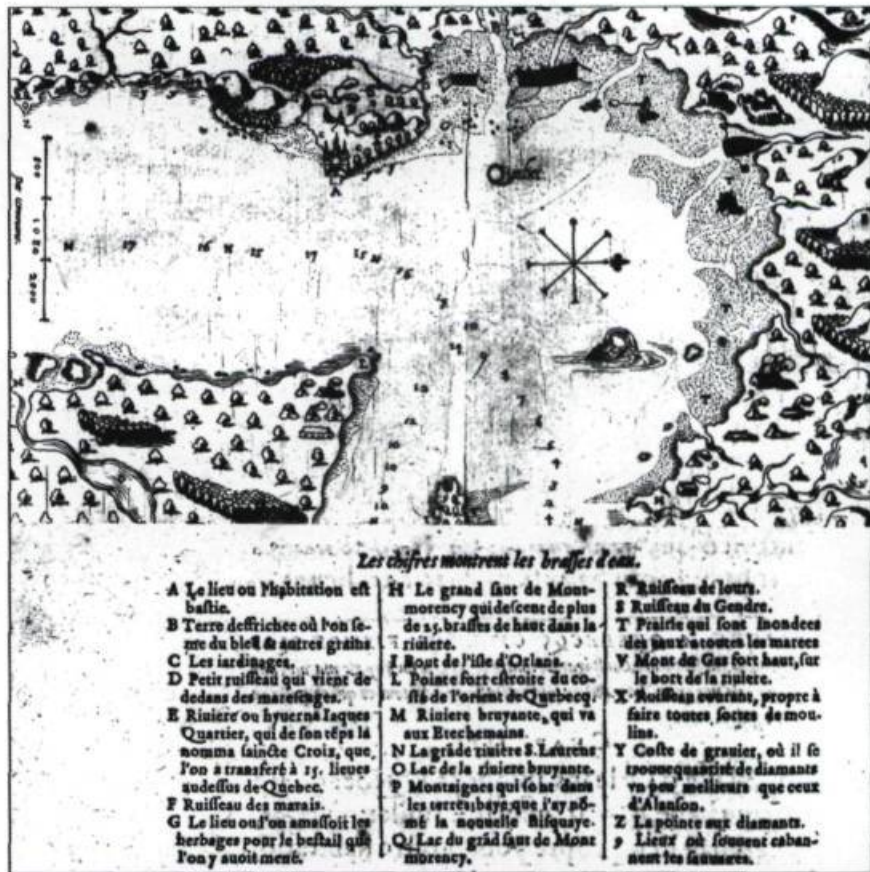 Quebec
Les chifres montrent les brasses d'eau.
A Le lieu ou l'habitation est
bastie.
B Terre deffrichee où l'on se-
me du bled & autres grains
C Les iardinages.
D Petit ruisseau qui vient de
dedans des marescages.
E Riuiere ou hyuerna Iaques
Quartier, qui de son tẽps la
nomma saincte Croix, que
l'on a transferé à 15. lieues
audessus de Quebec.
F Ruisseau des marais.
G Le lieu ou l'on amassoit les
herbages pour le bestail que
l'on y auoit mené.
H Le grand saut de Mont-
morency qui descent de plus
de 25. brasses de haut dans la
riuiere.
I Bout de l'isle d'Orlans.
L Pointe fort estroite du co-
sté de l'orient de Quebecq.
M Riuiere bruyante, qui va
aux Etechemains.
N La grãde riuiere S. Laurens
O Lac de la riuiere bruyante.
P Montaignes qui sont dans
les terres; baye que i'ay nõ-
mé la nouuelle Bisquaye.
Q Lac du grãd saut de Mont
morency.
R Ruisseau de lours.
S Ruisseau du Gendre.
T Prairie qui sont inondees
des eaux a toutes les marees
V Mont du Gas fort haut, sur
le bort de la riuiere.
X Ruisseau courant, propre à
faire toutes sortes de mou-
lins.
Y Coste de grauier, où il se
trouue quantité de diamants
vn peu meilleurs que ceux
d'Alanson.
Z La pointe aux diamants.
9 Lieux où souuent caban-
nent les sauuages.